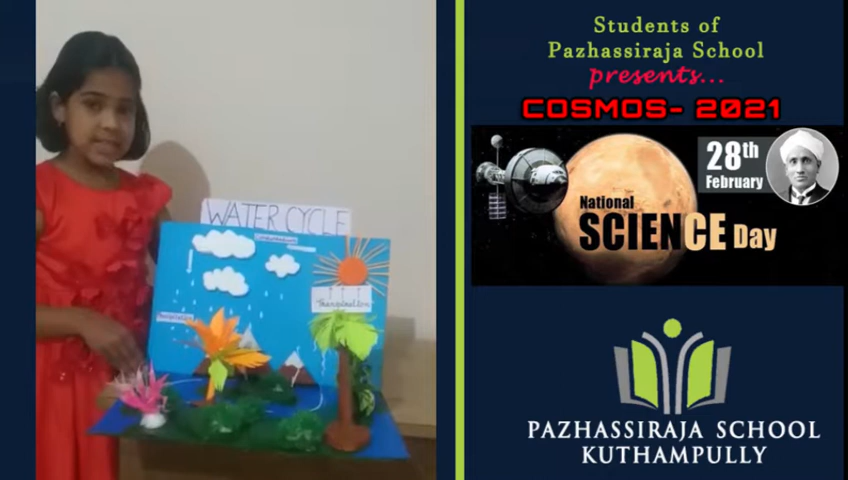 WATER CYCLE
Students of
Pazhassiraja School
presents...
COSMOS- 2021
28th
February
National
SCIENCE Day
PAZHASSIRAJA SCHOOL
KUTHAMPULLY